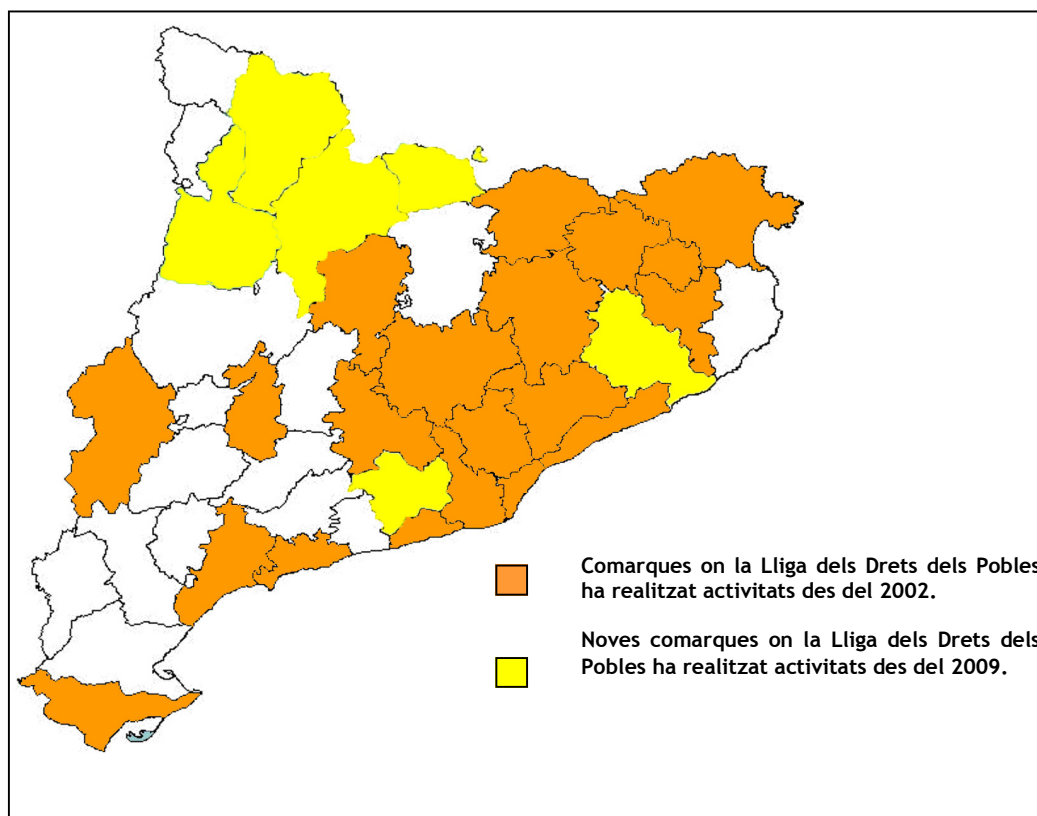 Comarques on la Lliga dels Drets dels Pobles
ha realitzat activitats des del 2002.
Noves comarques on la Lliga dels Drets dels
Pobles ha realitzat activitats des del 2009.